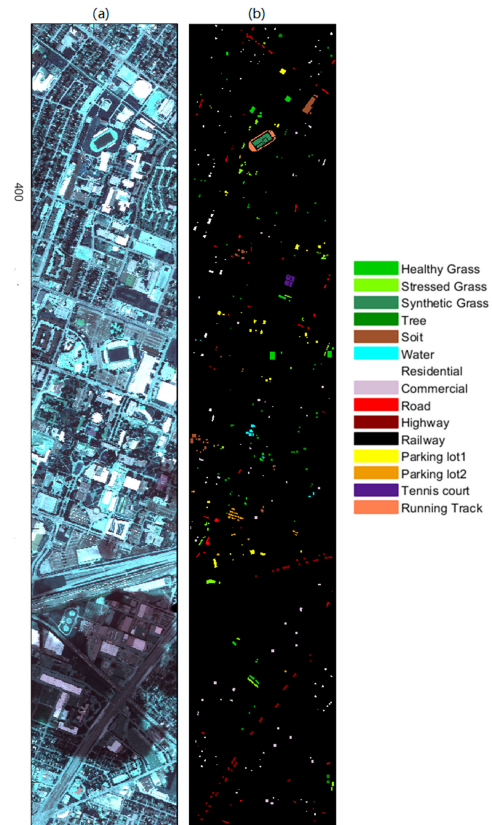 (a)
(b)
400
Healthy Grass
Stressed Grass
Synthetic Grass
Tree
Soit
Water
Residential
Commercial
Road
Highway
Railway
Parking lot1
Parking lot2
Tennis court
Running Track